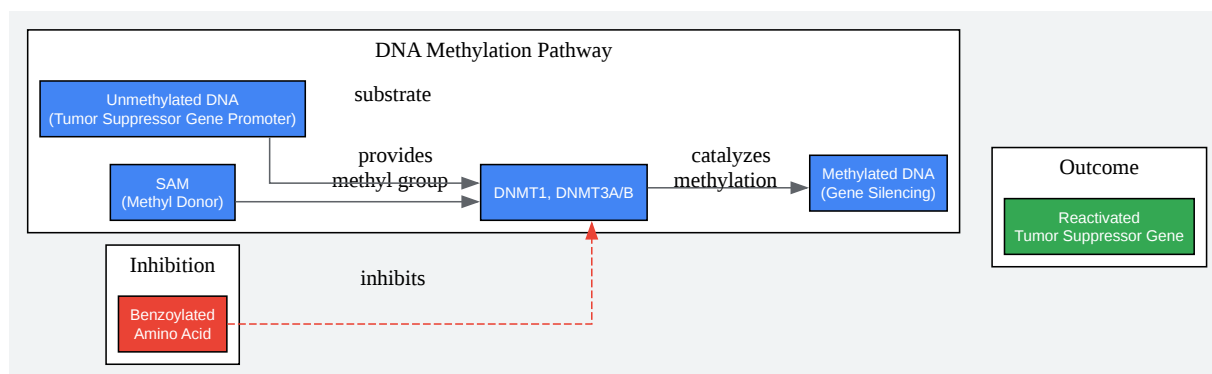 DNA Methylation Pathway
Unmethylated DNA
(Tumor Suppressor Gene Promoter)
substrate
provides
methyl group
SAM
(Methyl Donor)
DNMT1, DNMT3A/B
catalyzes
methylation
Methylated DNA
(Gene Silencing)
Outcome
Reactivated
Tumor Suppressor Gene
Inhibition
inhibits
Benzoylated
Amino Acid